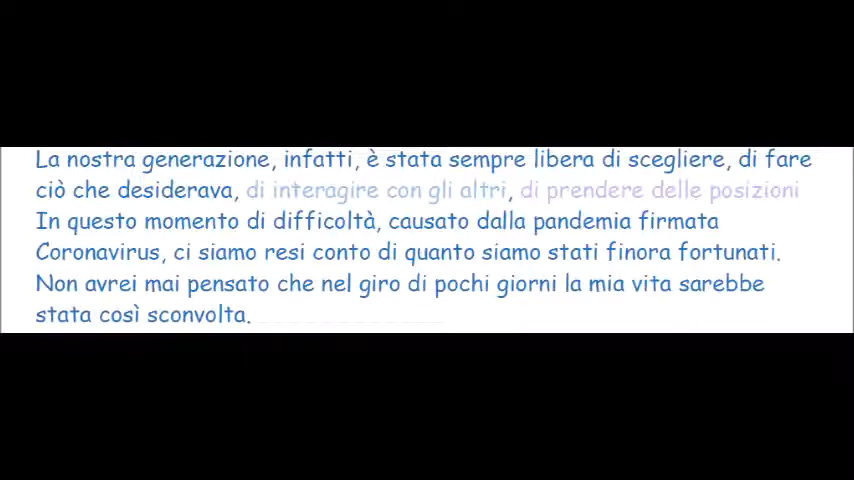 La nostra generazione, infatti, è stata sempre libera di scegliere, di fare
ciò che desiderava, di interagire con gli altri, di prendere delle posizioni
In questo momento di difficoltà, causato dalla pandemia firmata
Coronavirus, ci siamo resi conto di quanto siamo stati finora fortunati.
Non avrei mai pensato che nel giro di pochi giorni la mia vita sarebbe
stata così sconvolta.